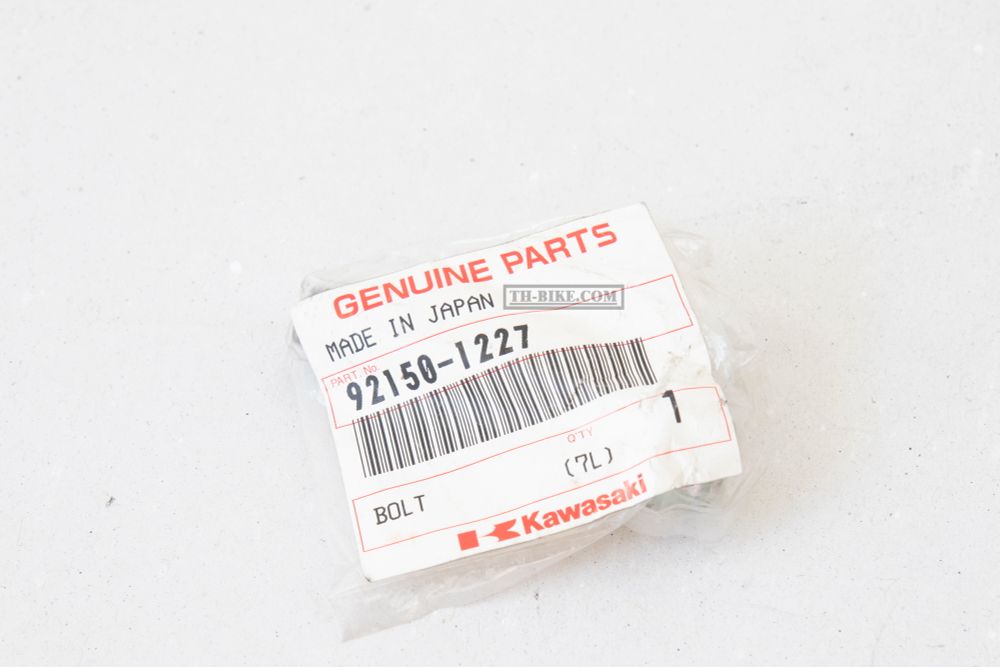 GENUINE PARTS
MADE IN JAPAN
TH-BIKE.COM
PART.No.
92150-1227
1
Q'TY
(7L)
BOLT
Kawasaki